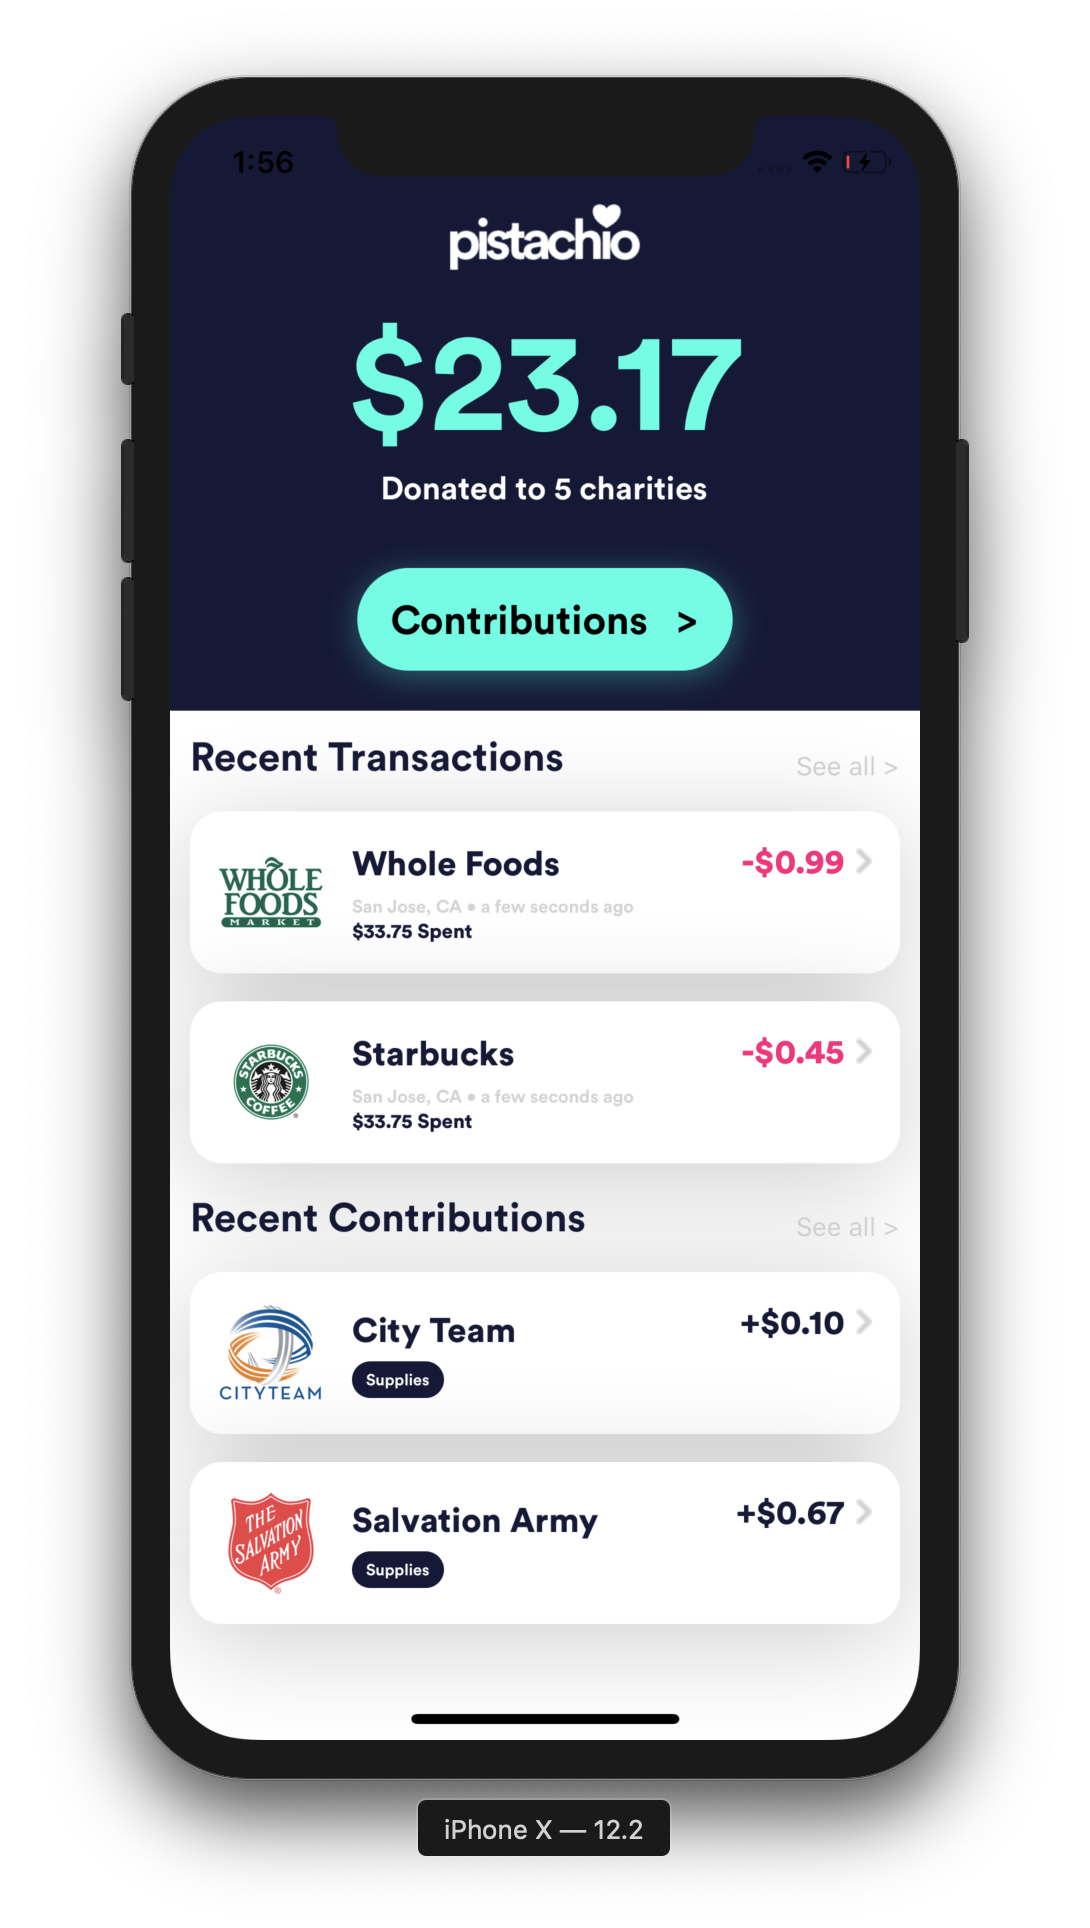 1:56
pistachio
$23.17
Donated to 5 charities
Contributions >
Recent Transactions
See all >
WHOLE
FOODS
MARKET
Whole Foods
-$0.99
San Jose, CA • a few seconds ago
$33.75 Spent
STARBUCKS
COFFEE
Starbucks
-$0.45
San Jose, CA • a few seconds ago
$33.75 Spent
Recent Contributions
See all >
CITYTEAM
City Team
+$0.10
Supplies
THE
SALVATION
ARMY
Salvation Army
+$0.67
Supplies
iPhone X — 12.2